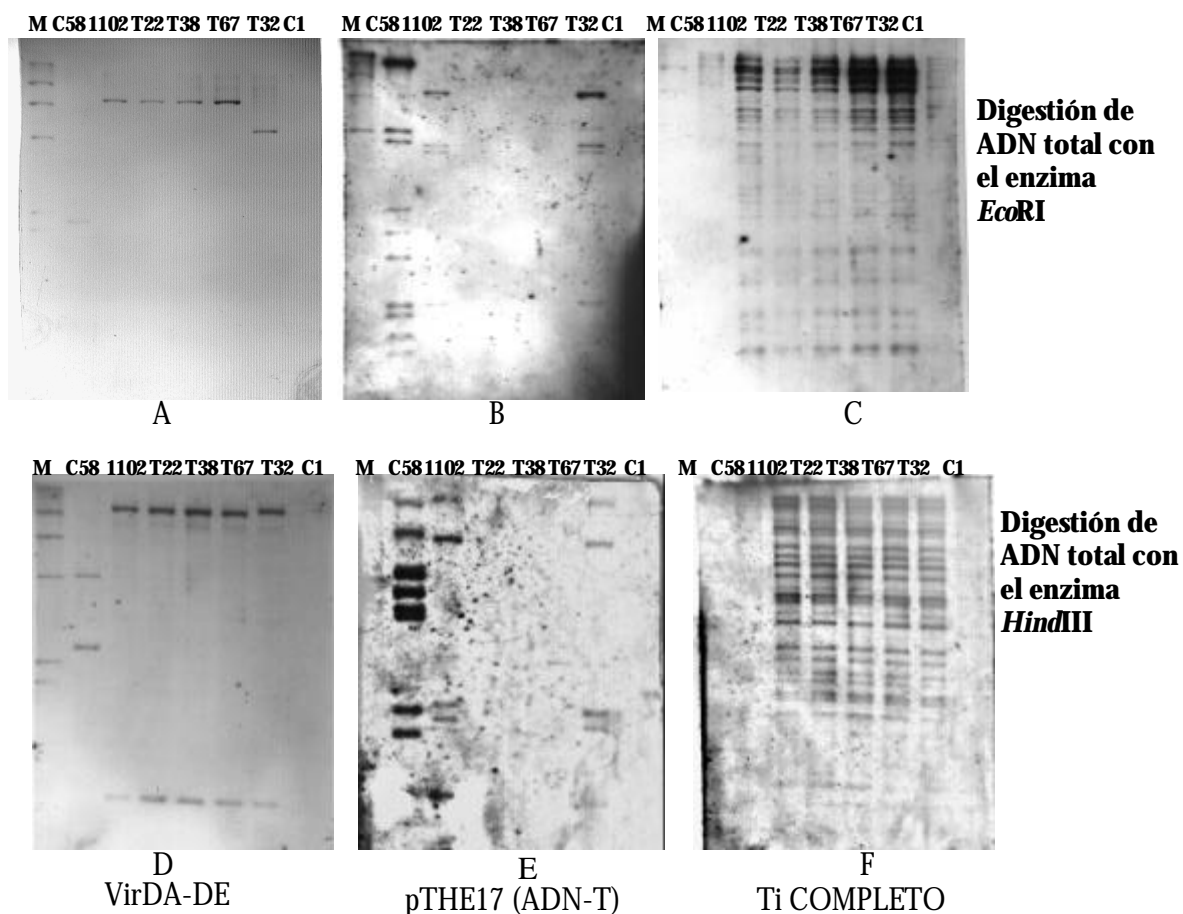 M C58 1102 T22 T38 T67 T32 C1
M C58 1102 T22 T38 T67 T32 C1
M C58 1102 T22 T38 T67 T32 C1
Digestión de
ADN total con
el enzima
EcoRI
A
B
C
M C58 1102 T22 T38 T67 T32 C1
M C58 1102 T22 T38 T67 T32 C1
M C58 1102 T22 T38 T67 T32 C1
Digestión de
ADN total con
el enzima
HindIII
D
E
F
VirDA-DE
pTHE17 (ADN-T)
Ti COMPLETO